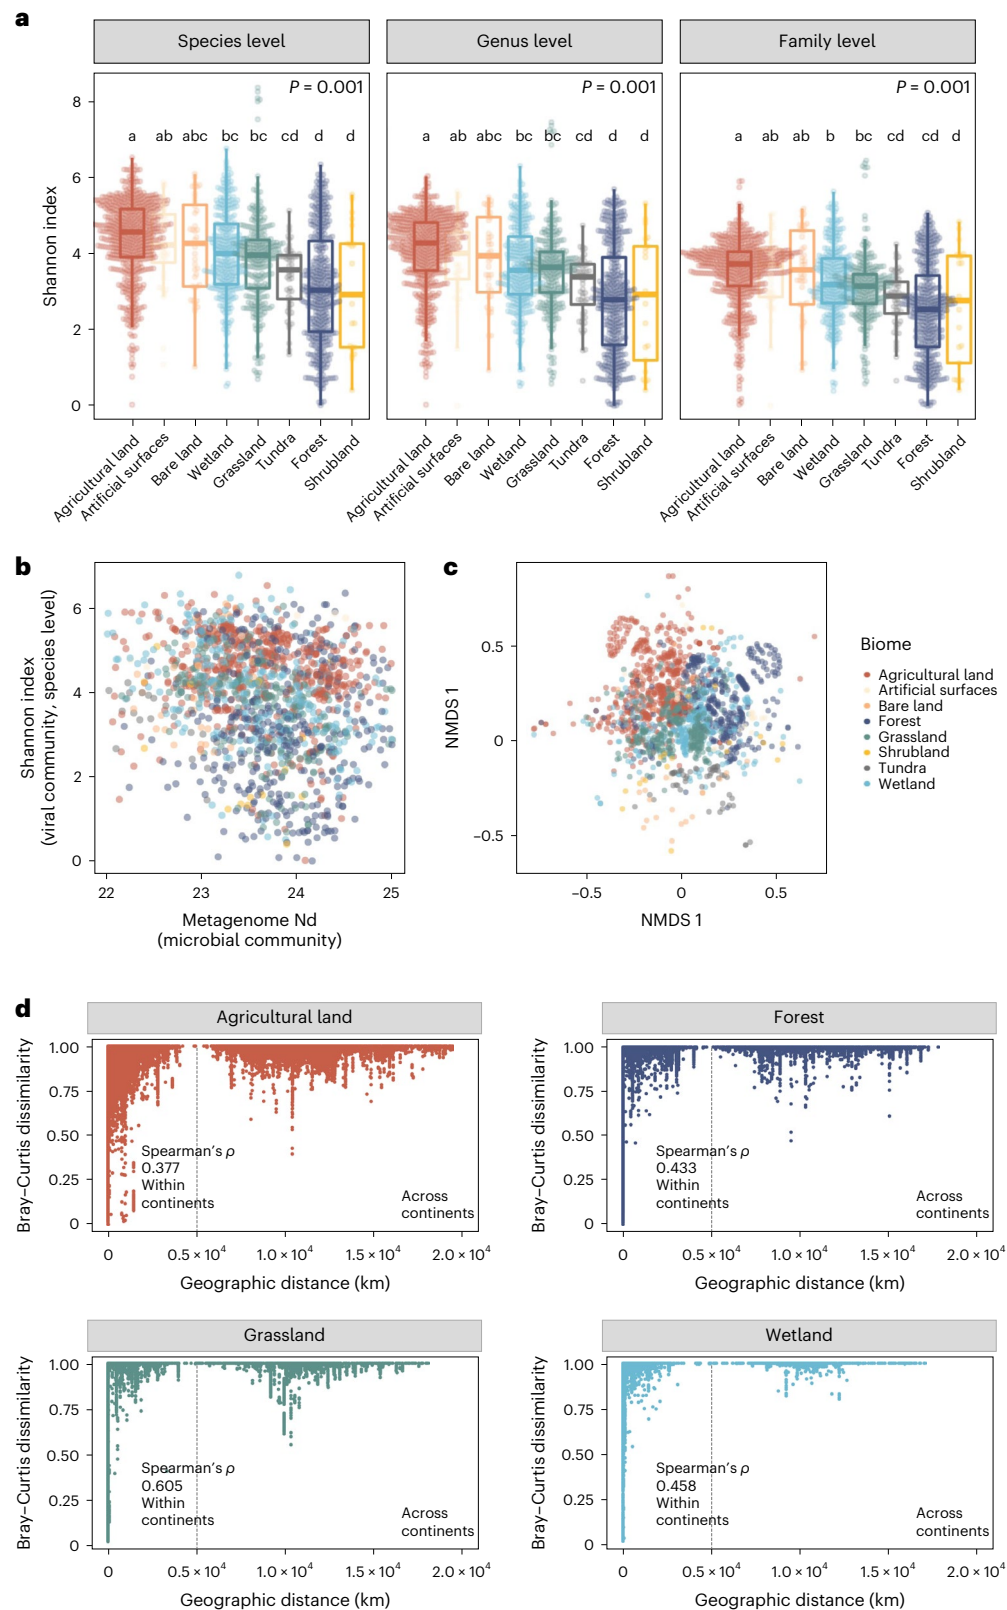 a
Species level
Genus level
Family level
P = 0.001
P = 0.001
P = 0.001
a ab abc bc bc cd d d
a ab abc bc bc cd d d
a ab ab b bc cd cd d
Shannon index
8
6
4
2
0
Agricultural land
Artificial surfaces
Bare land
Wetland
Grassland
Tundra
Forest
Shrubland
Agricultural land
Artificial surfaces
Bare land
Wetland
Grassland
Tundra
Forest
Shrubland
Agricultural land
Artificial surfaces
Bare land
Wetland
Grassland
Tundra
Forest
Shrubland
b
Shannon index
(viral community, species level)
6
4
2
0
22 23 24 25
Metagenome Nd
(microbial community)
c
NMDS 1
0.5
0
−0.5
−0.5 0 0.5
NMDS 1
Biome
Agricultural land
Artificial surfaces
Bare land
Forest
Grassland
Shrubland
Tundra
Wetland
d
Agricultural land
Bray–Curtis dissimilarity
1.00
0.75
0.50
0.25
0
Spearman's ρ
0.377
Within
continents
Across
continents
0 0.5 × 10⁴ 1.0 × 10⁴ 1.5 × 10⁴ 2.0 × 10⁴
Geographic distance (km)
Forest
Bray–Curtis dissimilarity
1.00
0.75
0.50
0.25
0
Spearman's ρ
0.433
Within
continents
Across
continents
0 0.5 × 10⁴ 1.0 × 10⁴ 1.5 × 10⁴ 2.0 × 10⁴
Geographic distance (km)
Grassland
Bray–Curtis dissimilarity
1.00
0.75
0.50
0.25
0
Spearman's ρ
0.605
Within
continents
Across
continents
0 0.5 × 10⁴ 1.0 × 10⁴ 1.5 × 10⁴ 2.0 × 10⁴
Geographic distance (km)
Wetland
Bray–Curtis dissimilarity
1.00
0.75
0.50
0.25
0
Spearman's ρ
0.458
Within
continents
Across
continents
0 0.5 × 10⁴ 1.0 × 10⁴ 1.5 × 10⁴ 2.0 × 10⁴
Geographic distance (km)